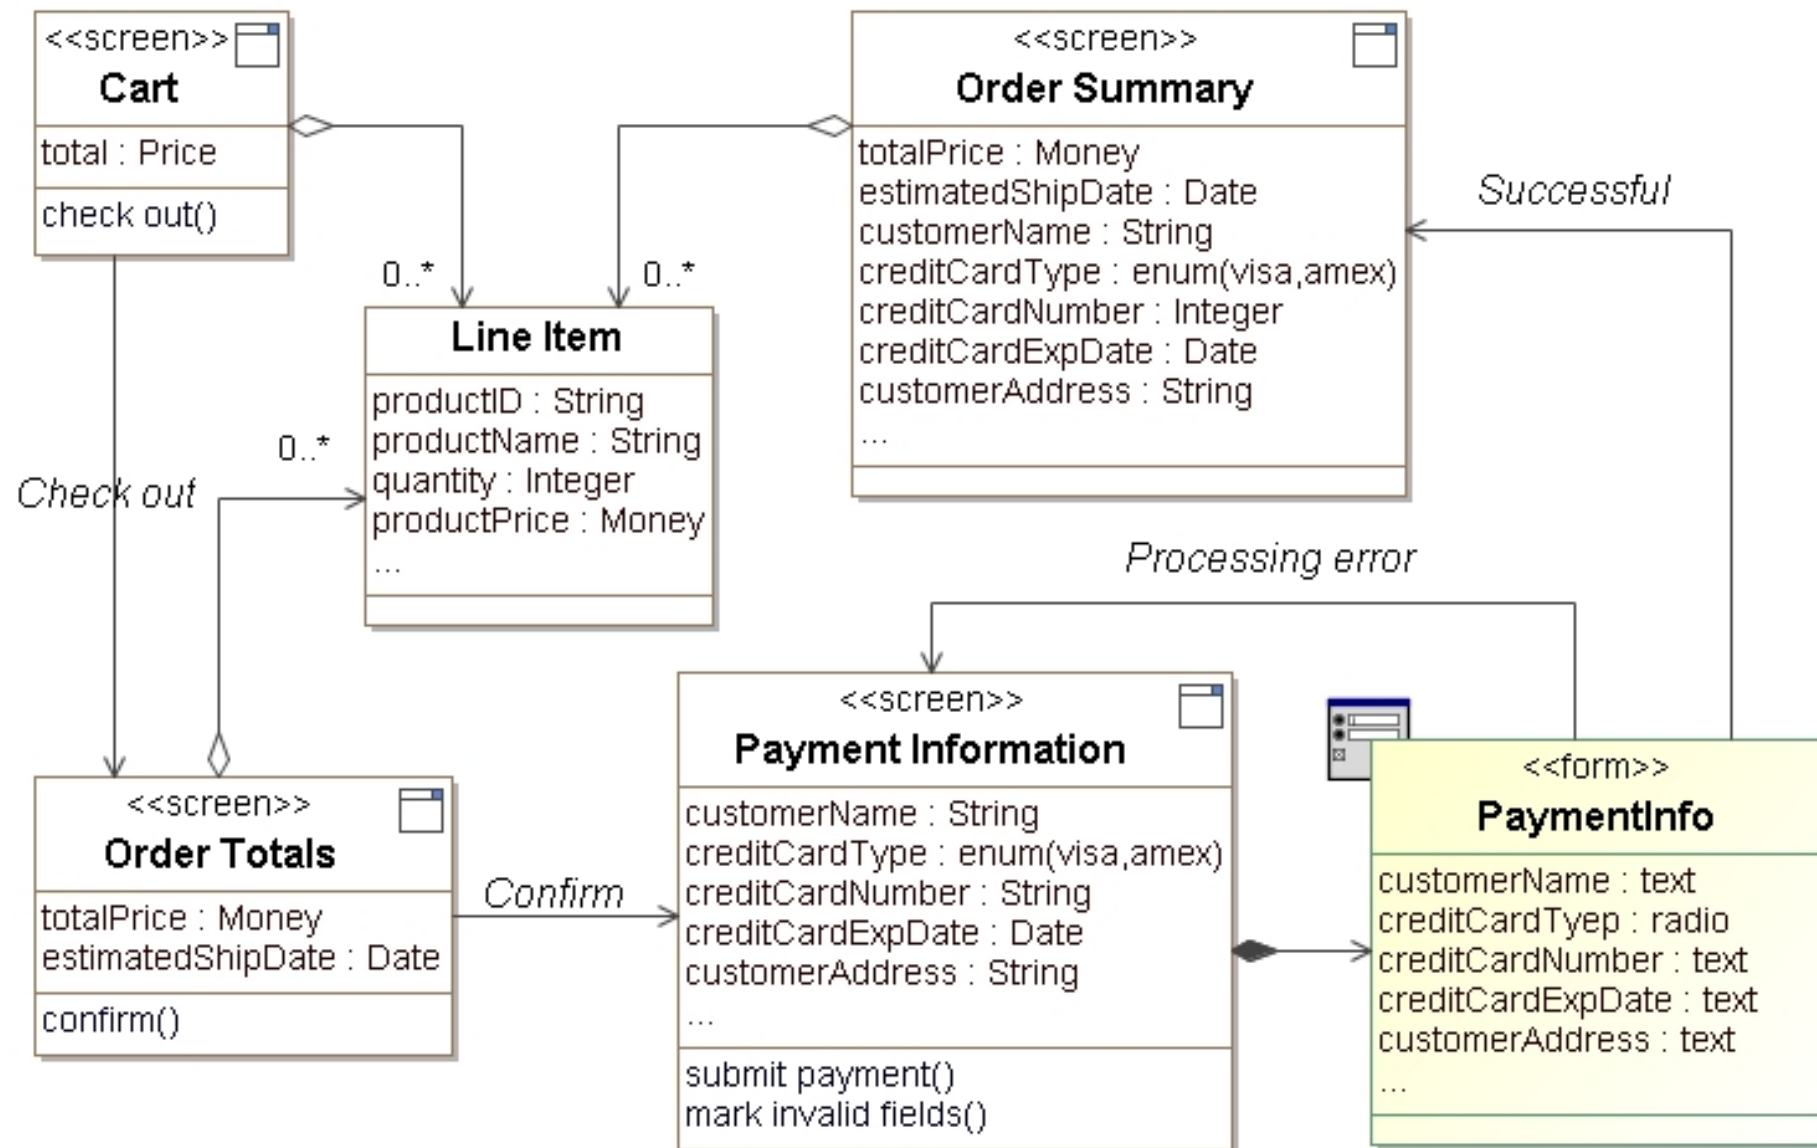 <<screen>>
Cart
total : Price
check out()
<<screen>>
Order Summary
totalPrice : Money
estimatedShipDate : Date
customerName : String
creditCardType : enum(visa,amex)
creditCardNumber : Integer
creditCardExpDate : Date
customerAddress : String
...
Successful
0..*
0..*
Line Item
productID : String
productName : String
quantity : Integer
productPrice : Money
...
0..*
Check out
Processing error
<<screen>>
Order Totals
totalPrice : Money
estimatedShipDate : Date
confirm()
Confirm
<<screen>>
Payment Information
customerName : String
creditCardType : enum(visa,amex)
creditCardNumber : String
creditCardExpDate : Date
customerAddress : String
...
submit payment()
mark invalid fields()
<<form>>
PaymentInfo
customerName : text
creditCardTyep : radio
creditCardNumber : text
creditCardExpDate : text
customerAddress : text
...